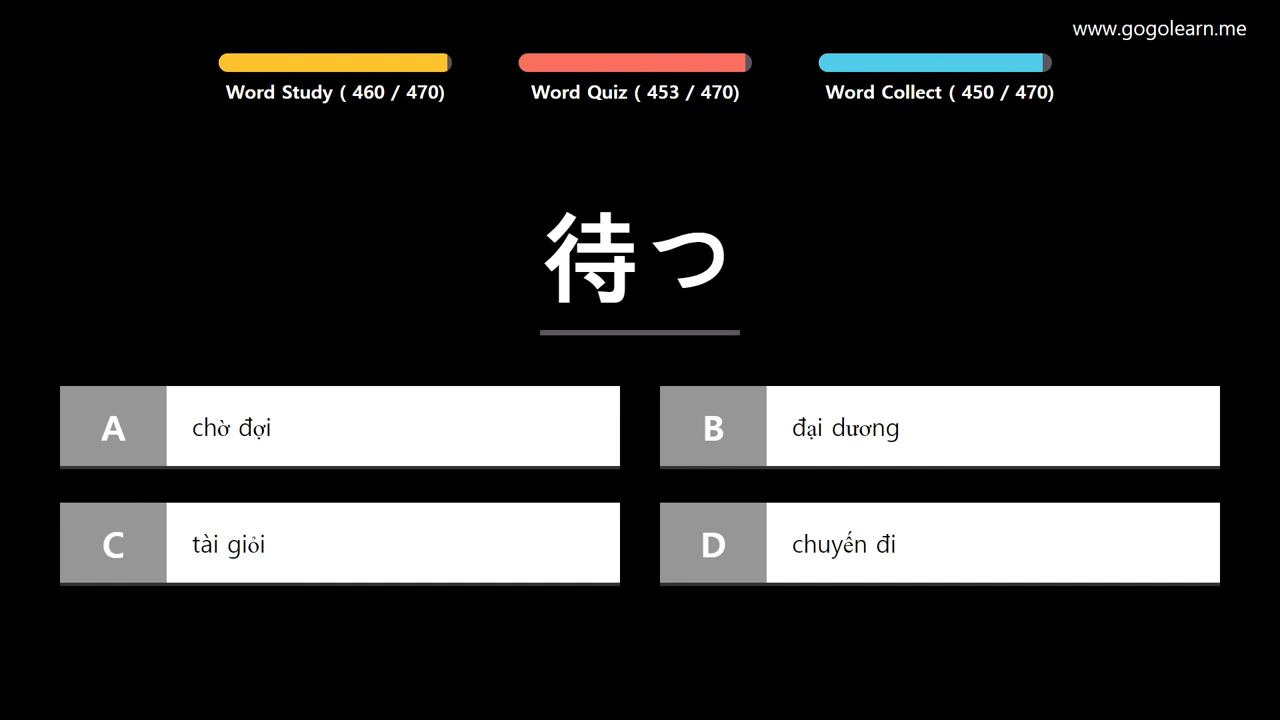 www.gogolearn.me
Word Study ( 460 / 470)
Word Quiz ( 453 / 470)
Word Collect ( 450 / 470)
待つ
A chờ đợi
B đại dương
C tài giỏi
D chuyến đi